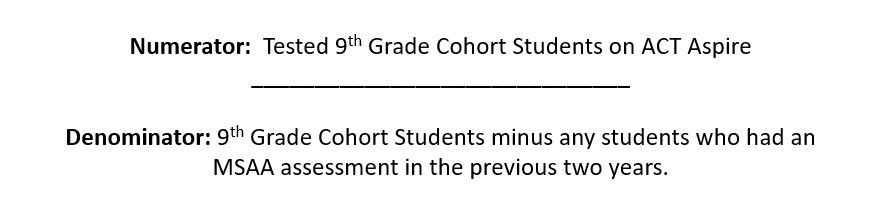 Numerator: Tested 9th Grade Cohort Students on ACT Aspire
Denominator: 9th Grade Cohort Students minus any students who had an
MSAA assessment in the previous two years.